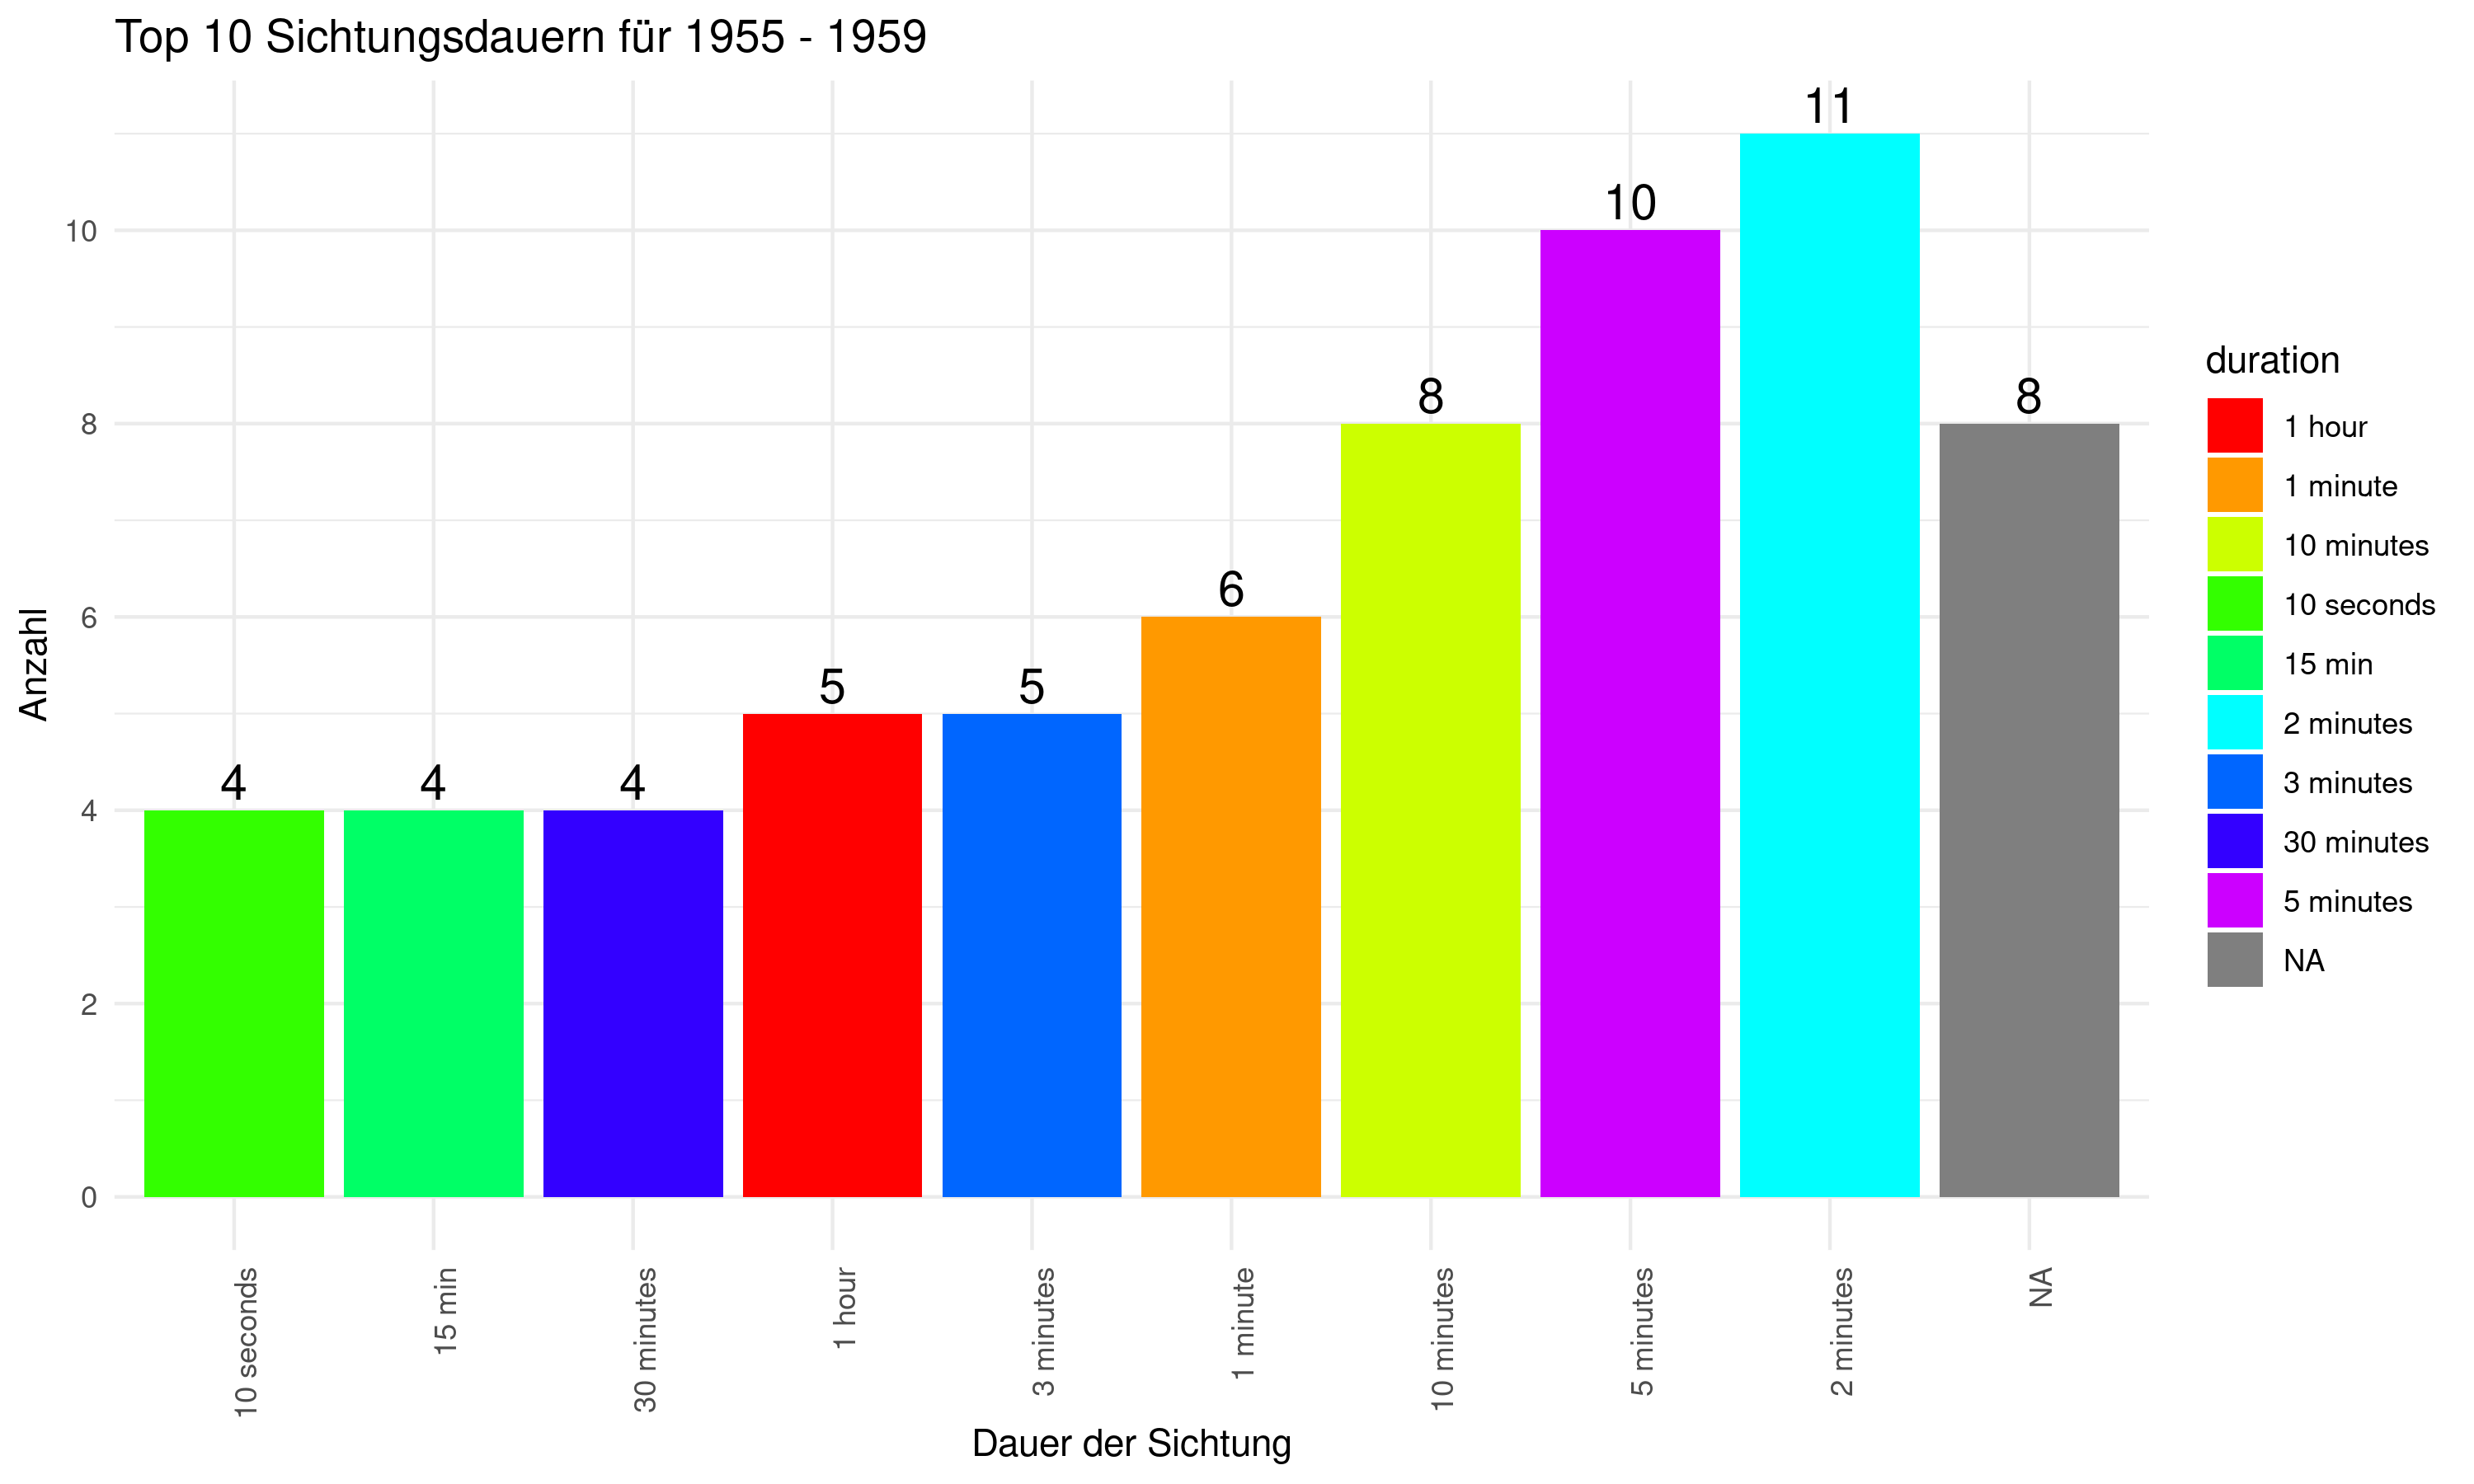 Top 10 Sichtungsdauern für 1955 - 1959
Anzahl
10
8
6
4
2
0
4
4
4
5
5
6
8
10
11
8
10 seconds
15 min
30 minutes
1 hour
3 minutes
1 minute
10 minutes
5 minutes
2 minutes
NA
Dauer der Sichtung
duration
1 hour
1 minute
10 minutes
10 seconds
15 min
2 minutes
3 minutes
30 minutes
5 minutes
NA